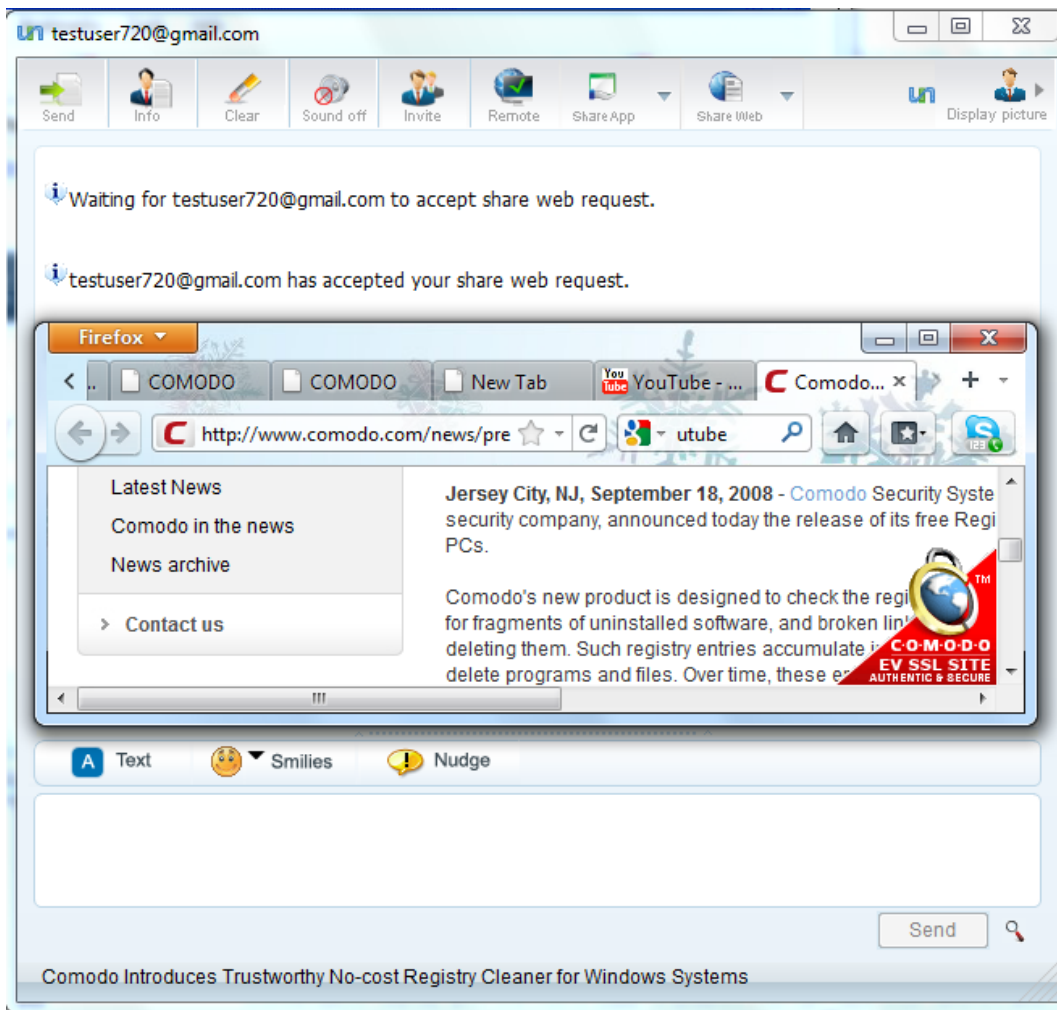 un testuser720@gmail.com
Send Info Clear Sound off Invite Remote Share App Share Web un Display picture
Waiting for testuser720@gmail.com to accept share web request.
testuser720@gmail.com has accepted your share web request.
Firefox
.. COMODO COMODO New Tab You Tube YouTube - ... C Comodo...
C http://www.comodo.com/news/pre utube 123
Latest News
Comodo in the news
News archive
Contact us
Jersey City, NJ, September 18, 2008 - Comodo Security Syste
security company, announced today the release of its free Regi
PCs.
Comodo's new product is designed to check the regi
for fragments of uninstalled software, and broken lin
deleting them. Such registry entries accumulate i
delete programs and files. Over time, these e
TM
C·O·M·O·D·O
EV SSL SITE
AUTHENTIC & SECURE
A Text Smilies Nudge
Send
Comodo Introduces Trustworthy No-cost Registry Cleaner for Windows Systems